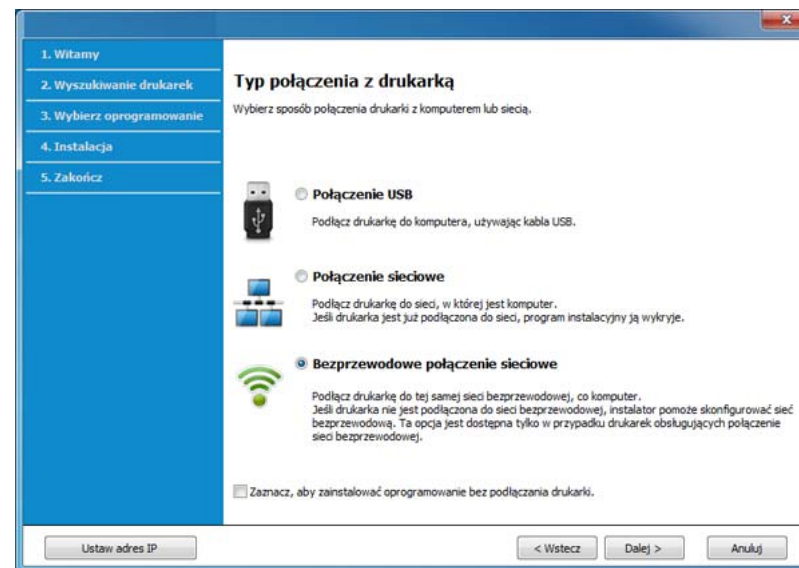 1. Witamy
2. Wyszukiwanie drukarek
3. Wybierz oprogramowanie
4. Instalacja
5. Zakończ
Typ połączenia z drukarką
Wybierz sposób połączenia drukarki z komputerem lub siecią.
Połączenie USB
Podłącz drukarkę do komputera, używając kabla USB.
Połączenie sieciowe
Podłącz drukarkę do sieci, w której jest komputer.
Jeśli drukarka jest już podłączona do sieci, program instalacyjny ją wykryje.
Bezprzewodowe połączenie sieciowe
Podłącz drukarkę do tej samej sieci bezprzewodowej, co komputer.
Jeśli drukarka nie jest podłączona do sieci bezprzewodowej, instalator pomoże skonfigurować sieć
bezprzewodową. Ta opcja jest dostępna tylko w przypadku drukarek obsługujących połączenie
sieci bezprzewodowej.
Zaznacz, aby zainstalować oprogramowanie bez podłączania drukarki.
Ustaw adres IP
< Wstecz
Dalej >
Anuluj